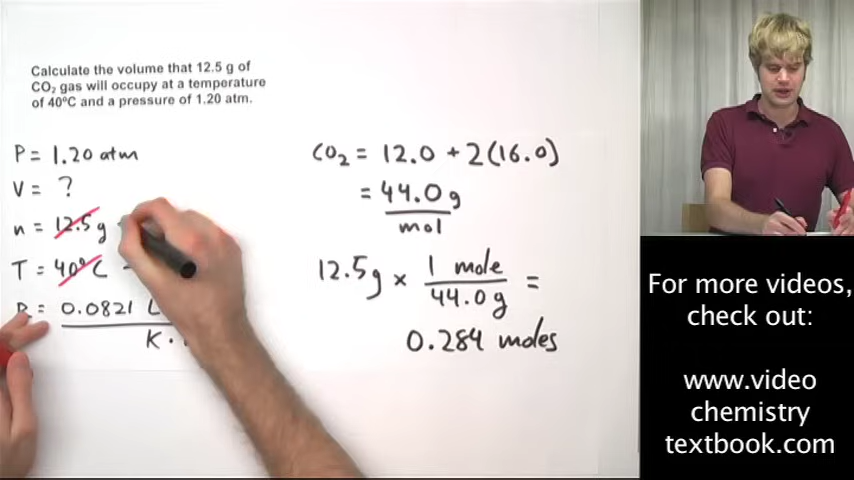 Calculate the volume that 12.5 g of
CO₂ gas will occupy at a temperature
of 40ºC and a pressure of 1.20 atm.
P = 1.20 atm
V = ?
n = 12.5 g
T = 40° C
R = 0.0821 L
K ·
CO₂ = 12.0 + 2(16.0)
= 44.0 g
mol
12.5 g × 1 mole =
44.0 g
0.284 moles
For more videos,
check out:
www.video
chemistry
textbook.com